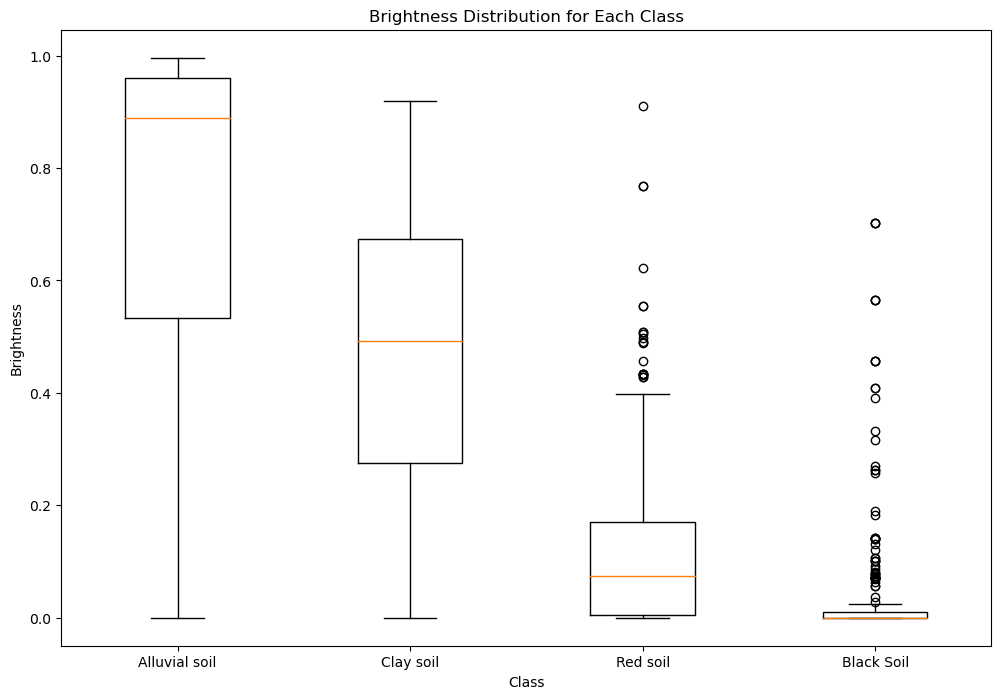 Brightness Distribution for Each Class
1.0
0.8
0.6
0.4
0.2
0.0
Brightness
Alluvial soil
Clay soil
Red soil
Black Soil
Class